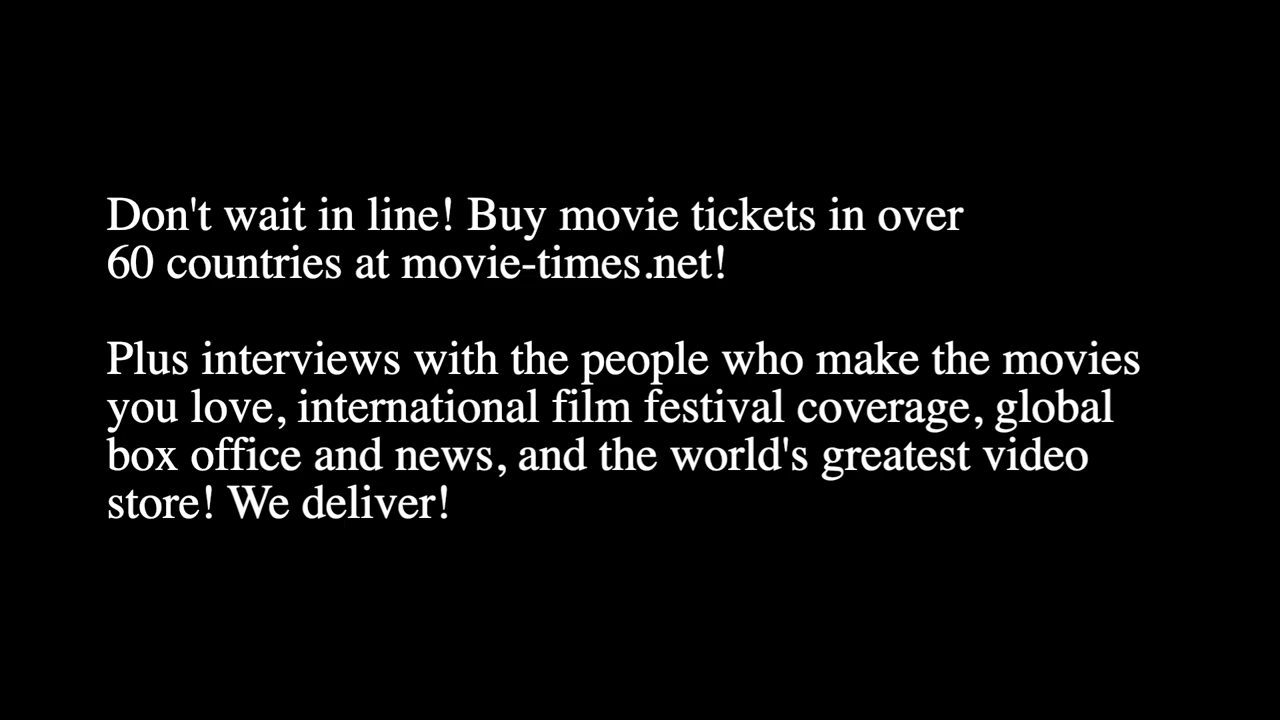 Don't wait in line! Buy movie tickets in over
60 countries at movie-times.net!
Plus interviews with the people who make the movies
you love, international film festival coverage, global
box office and news, and the world's greatest video
store! We deliver!